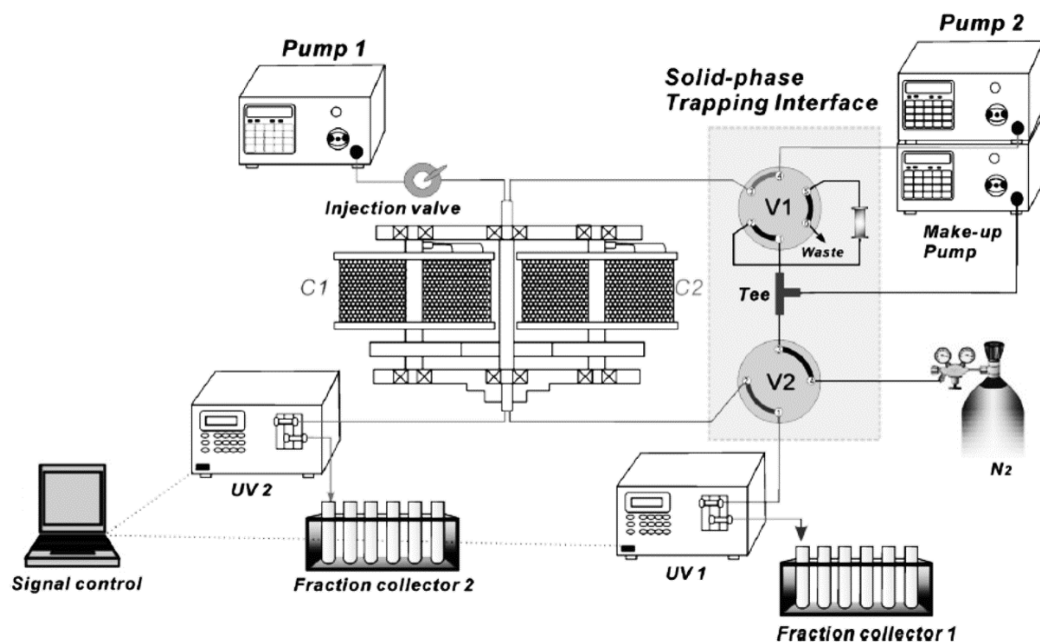 Pump 1
Pump 2
Solid-phase
Trapping Interface
Injection valve
V1
Waste
Make-up
Pump
C1
C2
Tee
V2
N2
UV 2
UV 1
Signal control
Fraction collector 2
Fraction collector 1